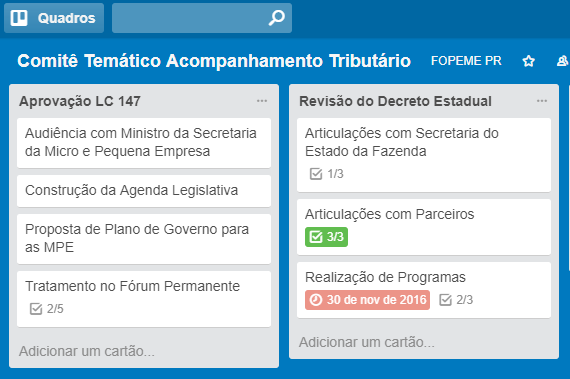 Quadros
Comitê Temático Acompanhamento Tributário
FOPEME PR
Aprovação LC 147
Audiência com Ministro da Secretaria
da Micro e Pequena Empresa
Construção da Agenda Legislativa
Proposta de Plano de Governo para
as MPE
Tratamento no Fórum Permanente
2/5
Adicionar um cartão...
Revisão do Decreto Estadual
Articulações com Secretaria do
Estado da Fazenda
1/3
Articulações com Parceiros
3/3
Realização de Programas
30 de nov de 2016 2/3
Adicionar um cartão...